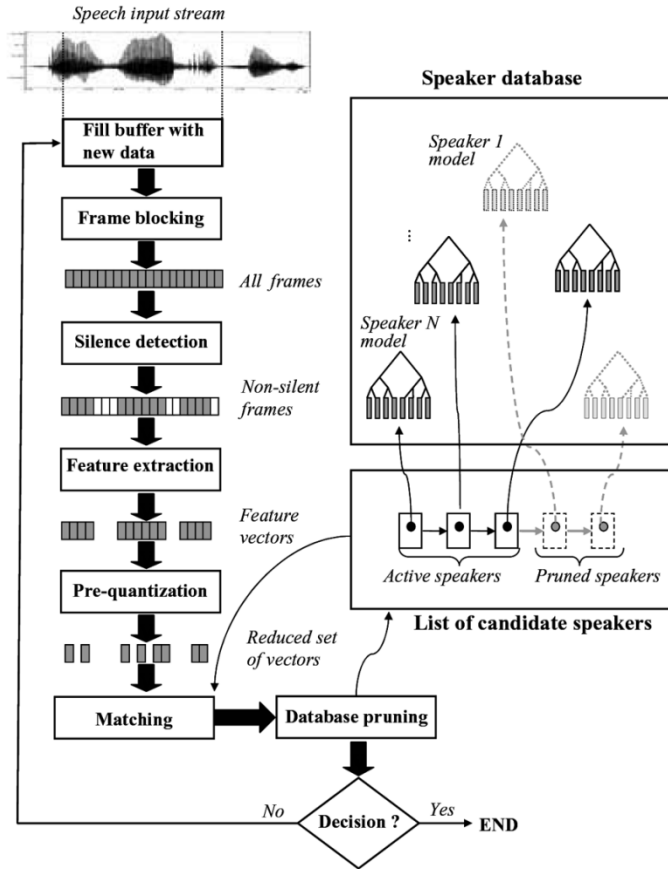 Speech input stream
Fill buffer with
new data
Frame blocking
All frames
Silence detection
Non-silent
frames
Feature extraction
Feature
vectors
Pre-quantization
Reduced set
of vectors
Matching
Database pruning
Decision ?
No
Yes
END
Speaker database
Speaker 1
model
...
Speaker N
model
Active speakers
Pruned speakers
List of candidate speakers